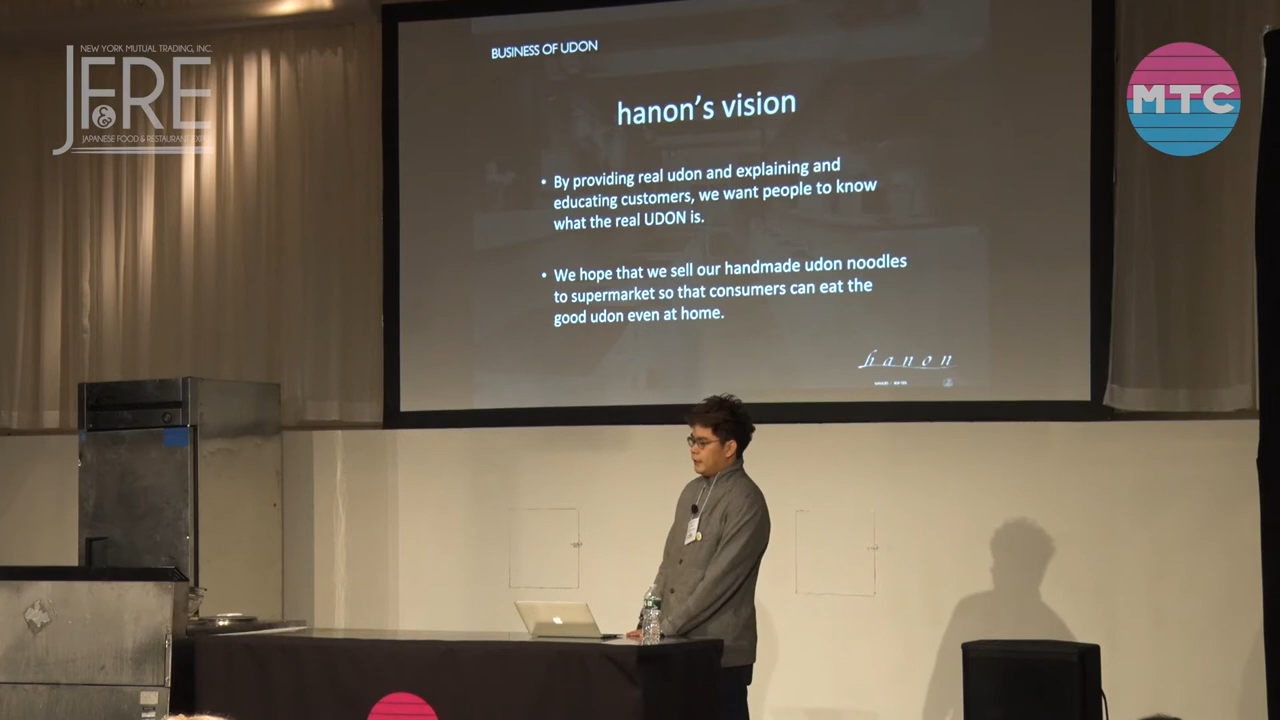 NEW YORK MUTUAL TRADING, INC.
JFRE
&
JAPANESE FOOD & RESTAURANT EXPO
MTC
BUSINESS OF UDON
hanon's vision
• By providing real udon and explaining and
educating customers, we want people to know
what the real UDON is.
• We hope that we sell our handmade udon noodles
to supermarket so that consumers can eat the
good udon even at home.
hanon